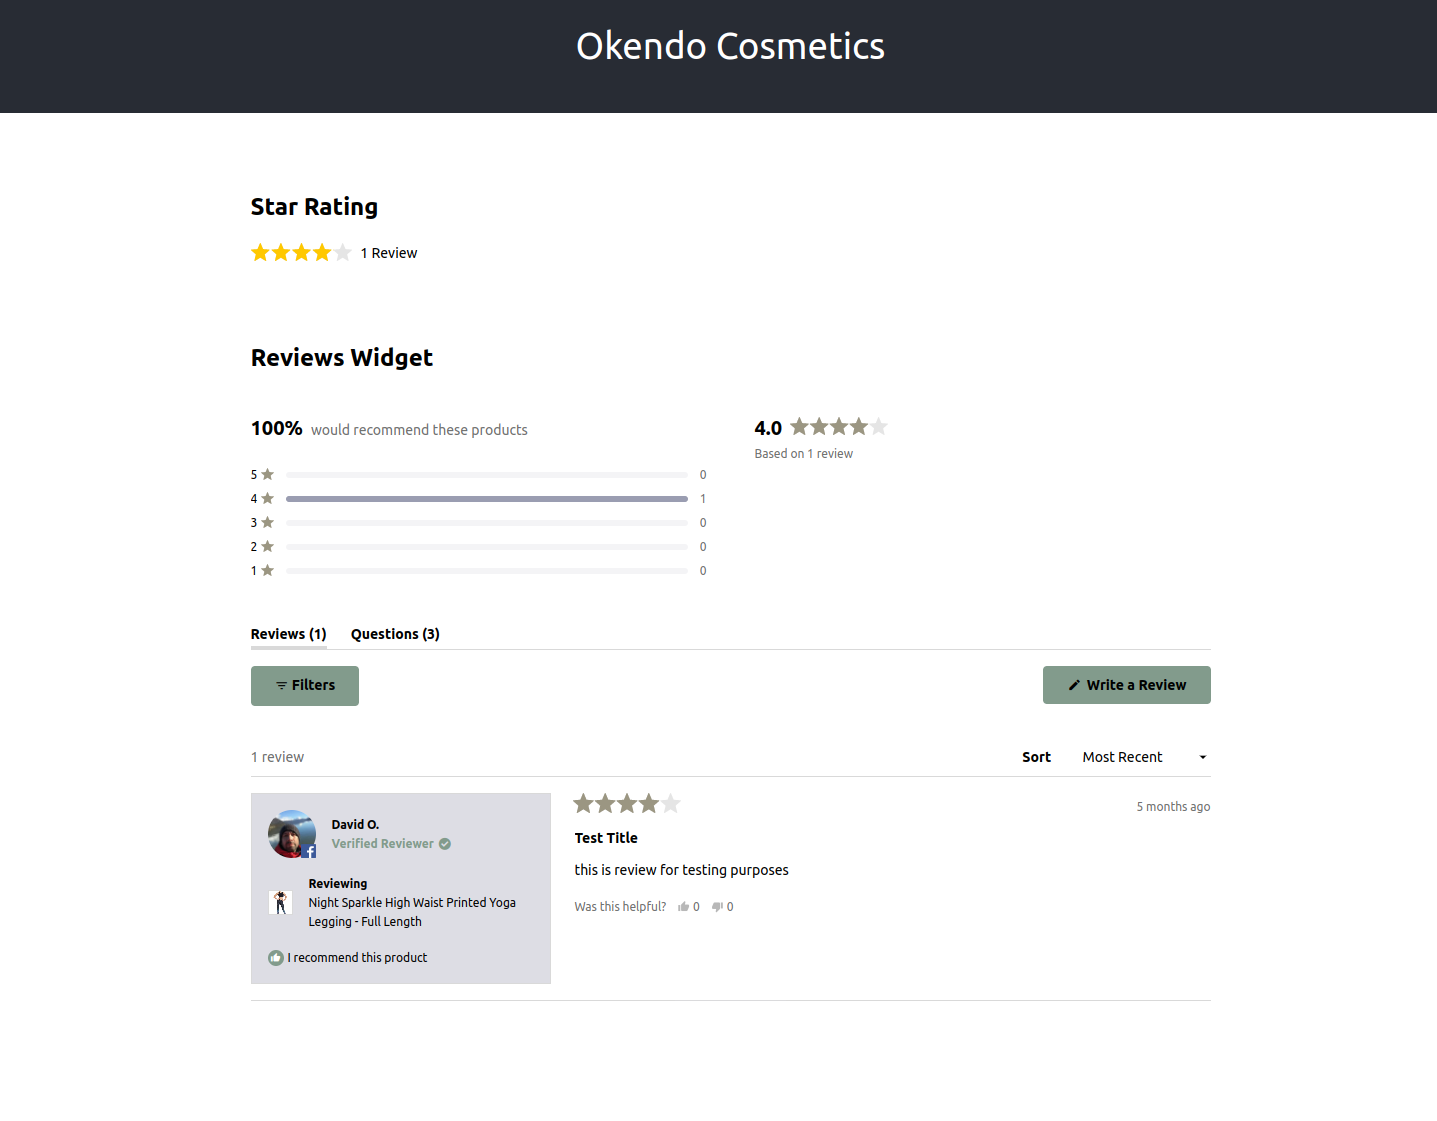 Okendo Cosmetics
Star Rating
1 Review
Reviews Widget
100% would recommend these products
5 0
4 1
3 0
2 0
1 0
4.0
Based on 1 review
Reviews (1) Questions (3)
Filters Write a Review
1 review Sort Most Recent
David O.
Verified Reviewer
Reviewing
Night Sparkle High Waist Printed Yoga
Legging - Full Length
I recommend this product
5 months ago
Test Title
this is review for testing purposes
Was this helpful? 0 0